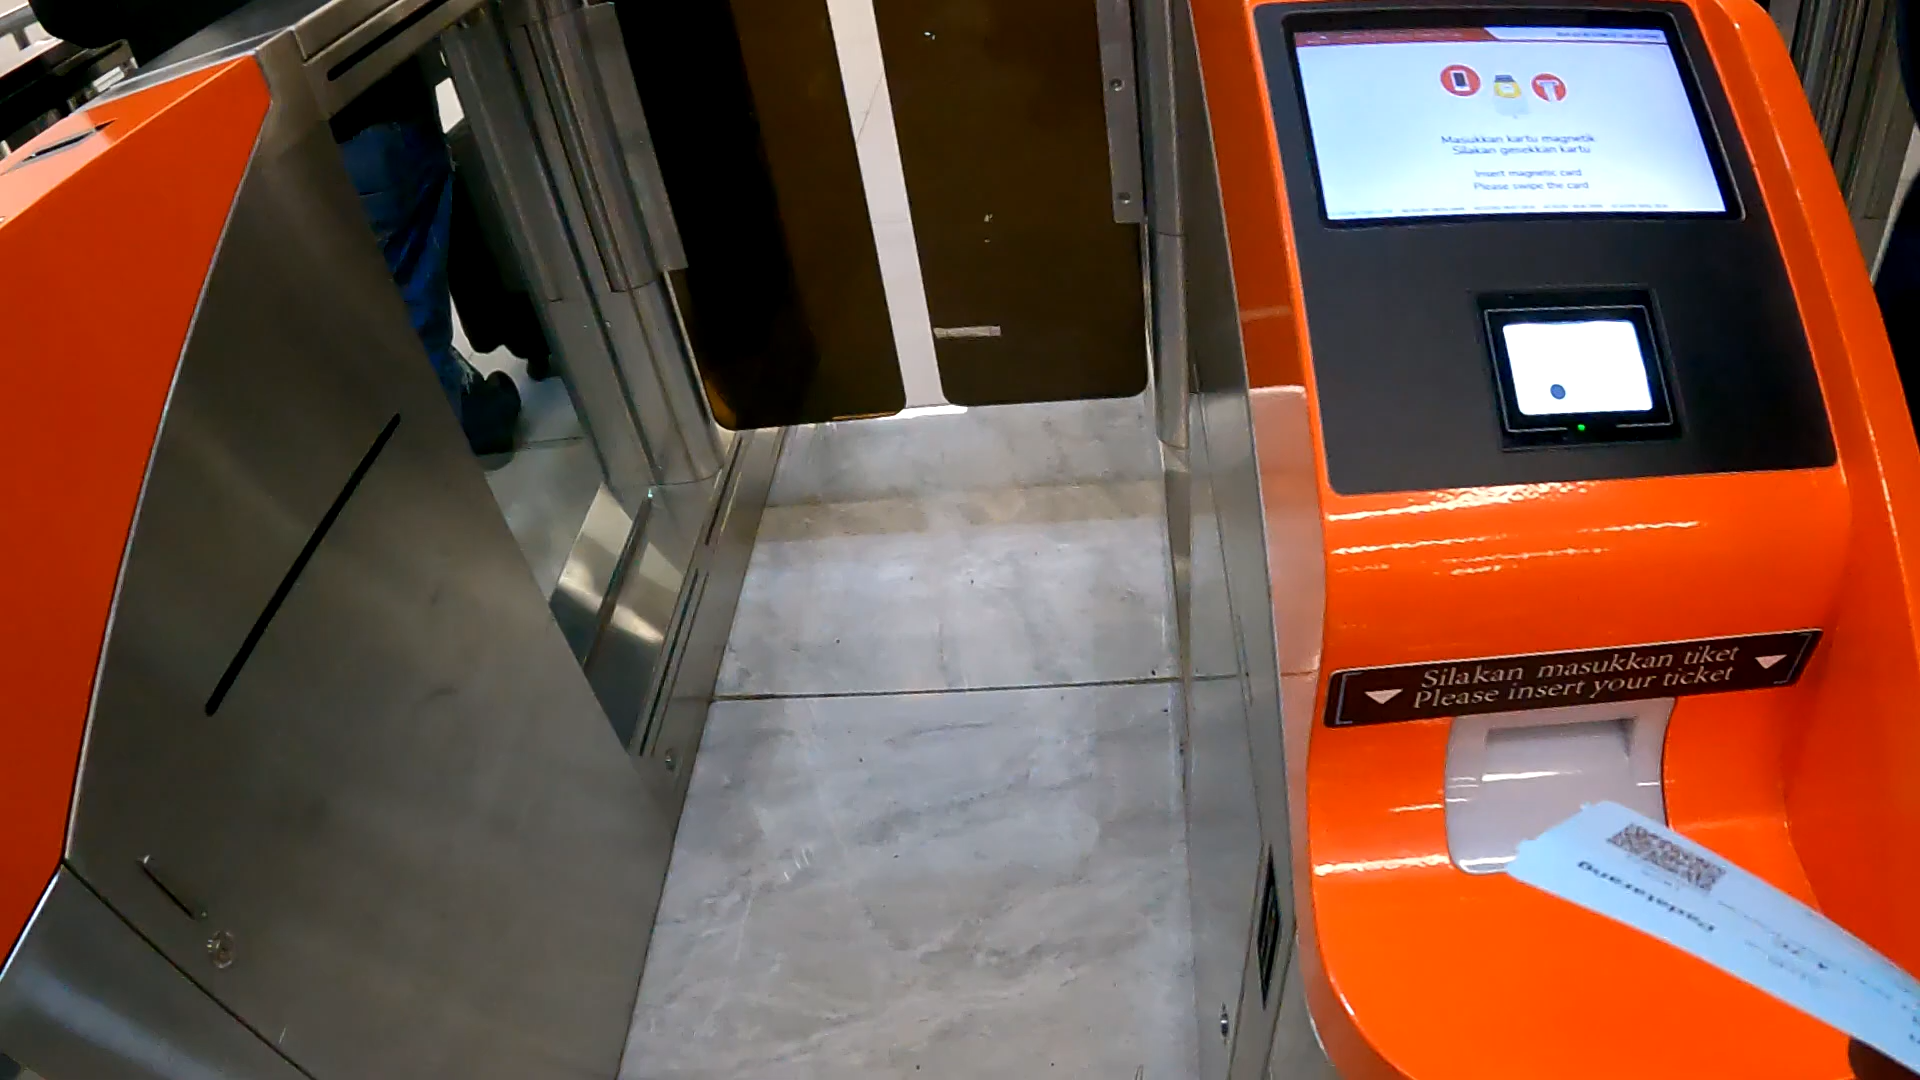 Masukkan kartu magnetik
Silakan gesekkan kartu
Insert magnetic card
Please swipe the card
Silakan masukkan tiket
Please insert your ticket
Padalarang